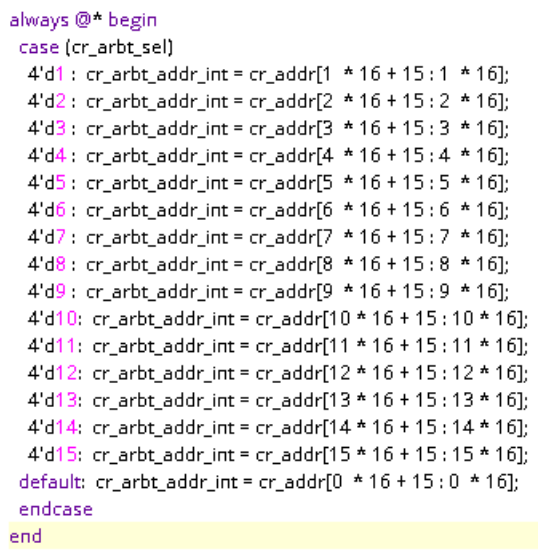 always @* begin
case (cr_arbt_sel)
4'd1 : cr_arbt_addr_int = cr_addr[1 * 16 + 15 : 1 * 16];
4'd2 : cr_arbt_addr_int = cr_addr[2 * 16 + 15 : 2 * 16];
4'd3 : cr_arbt_addr_int = cr_addr[3 * 16 + 15 : 3 * 16];
4'd4 : cr_arbt_addr_int = cr_addr[4 * 16 + 15 : 4 * 16];
4'd5 : cr_arbt_addr_int = cr_addr[5 * 16 + 15 : 5 * 16];
4'd6 : cr_arbt_addr_int = cr_addr[6 * 16 + 15 : 6 * 16];
4'd7 : cr_arbt_addr_int = cr_addr[7 * 16 + 15 : 7 * 16];
4'd8 : cr_arbt_addr_int = cr_addr[8 * 16 + 15 : 8 * 16];
4'd9 : cr_arbt_addr_int = cr_addr[9 * 16 + 15 : 9 * 16];
4'd10: cr_arbt_addr_int = cr_addr[10 * 16 + 15 : 10 * 16];
4'd11: cr_arbt_addr_int = cr_addr[11 * 16 + 15 : 11 * 16];
4'd12: cr_arbt_addr_int = cr_addr[12 * 16 + 15 : 12 * 16];
4'd13: cr_arbt_addr_int = cr_addr[13 * 16 + 15 : 13 * 16];
4'd14: cr_arbt_addr_int = cr_addr[14 * 16 + 15 : 14 * 16];
4'd15: cr_arbt_addr_int = cr_addr[15 * 16 + 15 : 15 * 16];
default: cr_arbt_addr_int = cr_addr[0 * 16 + 15 : 0 * 16];
endcase
end